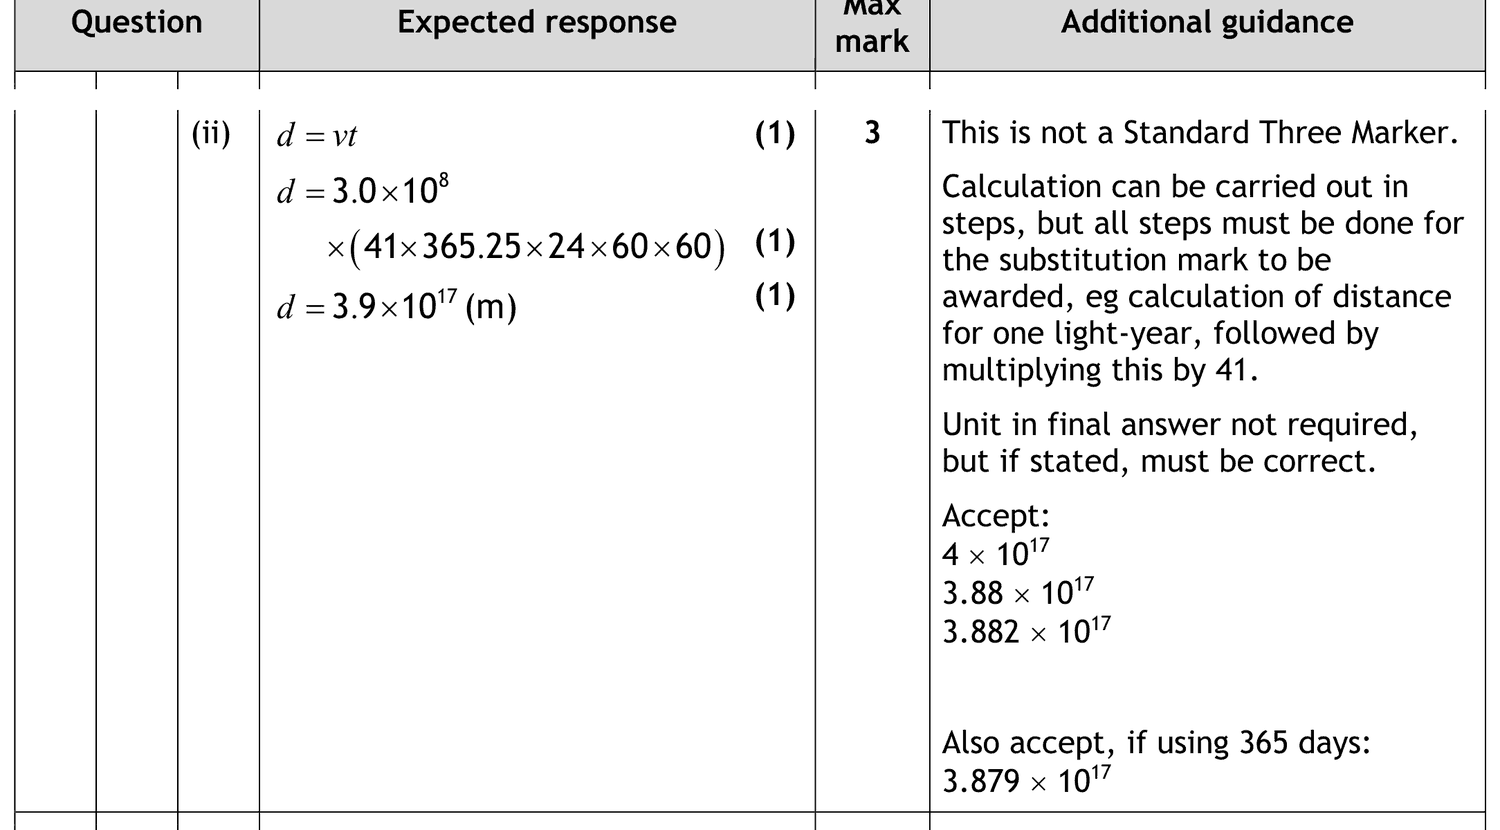 Question
Expected response
Max
mark
Additional guidance
(ii)
d = vt (1)
d = 3.0×10⁸
×(41×365.25×24×60×60) (1)
d = 3.9×10¹⁷ (m) (1)
3
This is not a Standard Three Marker.
Calculation can be carried out in
steps, but all steps must be done for
the substitution mark to be
awarded, eg calculation of distance
for one light-year, followed by
multiplying this by 41.
Unit in final answer not required,
but if stated, must be correct.
Accept:
4 × 10¹⁷
3.88 × 10¹⁷
3.882 × 10¹⁷
Also accept, if using 365 days:
3.879 × 10¹⁷